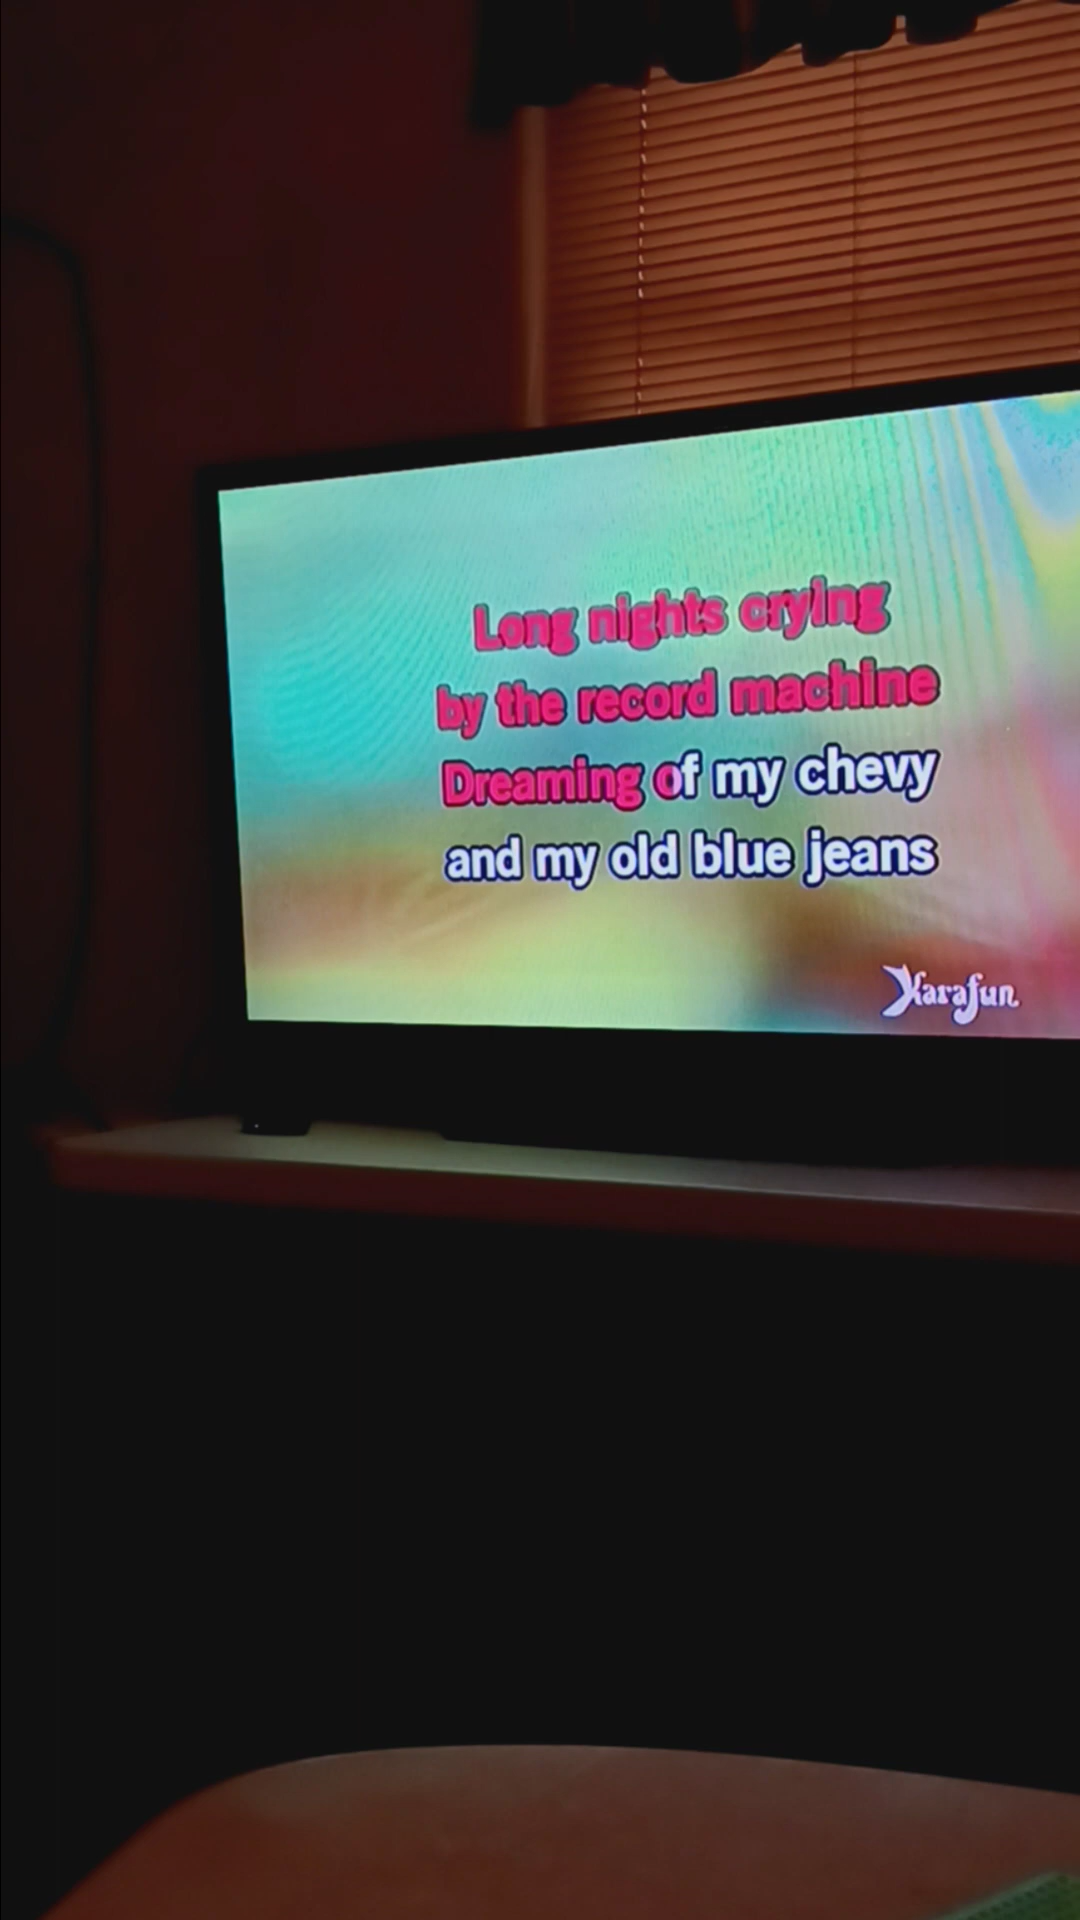 Long nights crying
by the record machine
Dreaming of my chevy
and my old blue jeans
Karafun